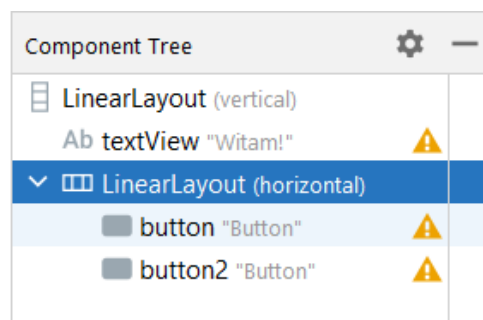 Component Tree
LinearLayout (vertical)
Ab textView "Witam!"
LinearLayout (horizontal)
button "Button"
button2 "Button"